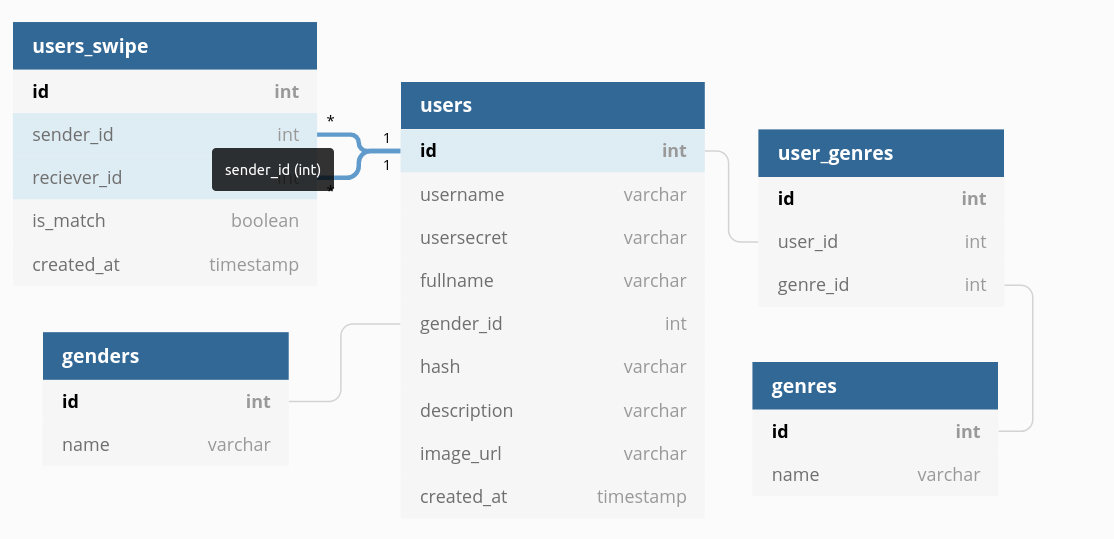 users_swipe
id int
sender_id int
reciever_id
is_match boolean
created_at timestamp
sender_id (int)
*
*
1
1
users
id int
username varchar
usersecret varchar
fullname varchar
gender_id int
hash varchar
description varchar
image_url varchar
created_at timestamp
user_genres
id int
user_id int
genre_id int
genders
id int
name varchar
genres
id int
name varchar